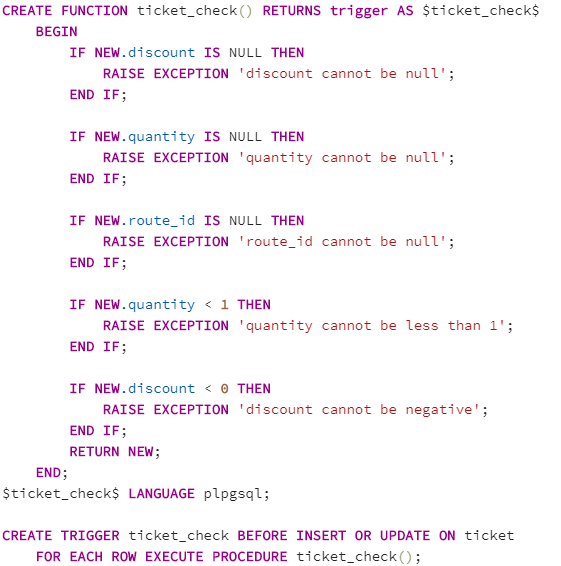 CREATE FUNCTION ticket_check() RETURNS trigger AS $ticket_check$
    BEGIN
        IF NEW.discount IS NULL THEN
            RAISE EXCEPTION 'discount cannot be null';
        END IF;

        IF NEW.quantity IS NULL THEN
            RAISE EXCEPTION 'quantity cannot be null';
        END IF;

        IF NEW.route_id IS NULL THEN
            RAISE EXCEPTION 'route_id cannot be null';
        END IF;

        IF NEW.quantity < 1 THEN
            RAISE EXCEPTION 'quantity cannot be less than 1';
        END IF;

        IF NEW.discount < 0 THEN
            RAISE EXCEPTION 'discount cannot be negative';
        END IF;
        RETURN NEW;
    END;
$ticket_check$ LANGUAGE plpgsql;

CREATE TRIGGER ticket_check BEFORE INSERT OR UPDATE ON ticket
    FOR EACH ROW EXECUTE PROCEDURE ticket_check();